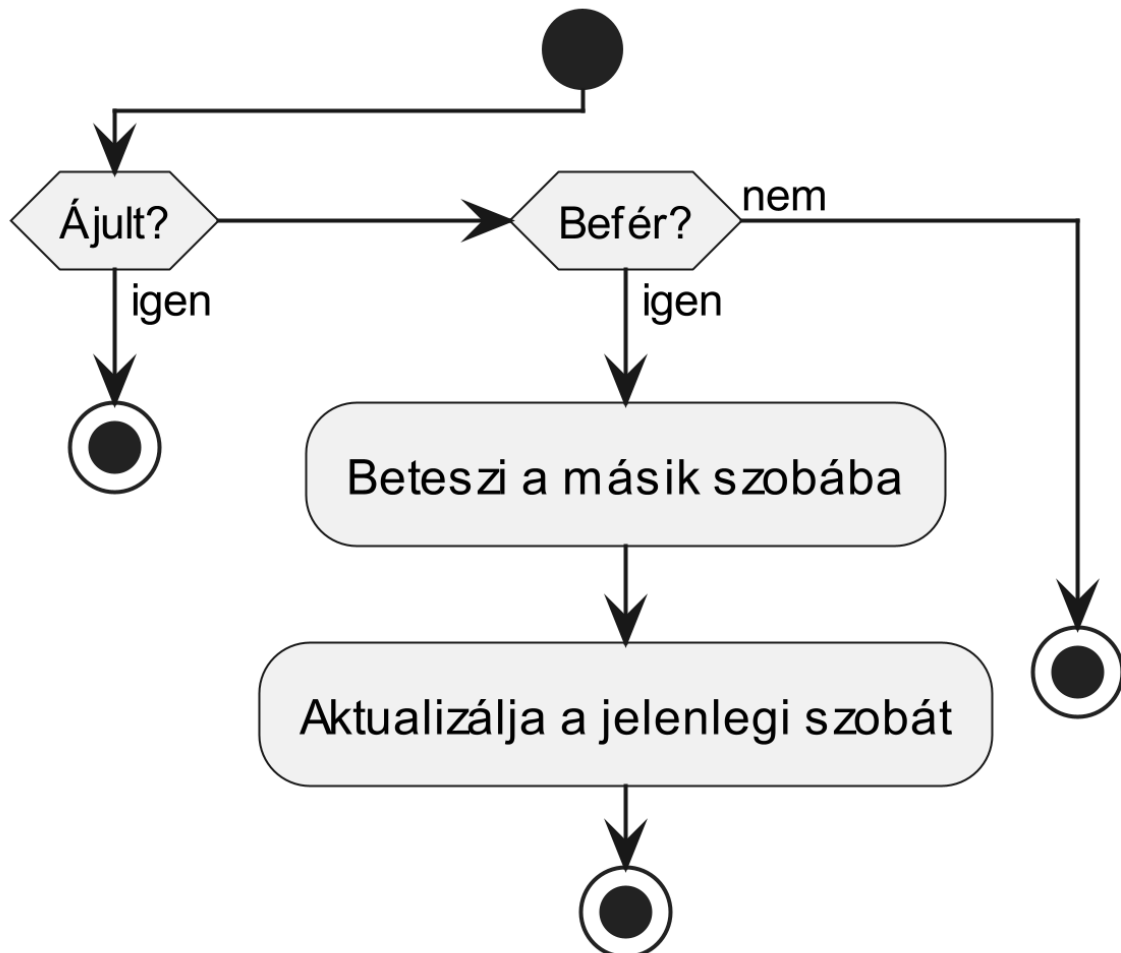 Ájult?
igen
Befér?
nem
igen
Beteszi a másik szobába
Aktualizálja a jelenlegi szobát